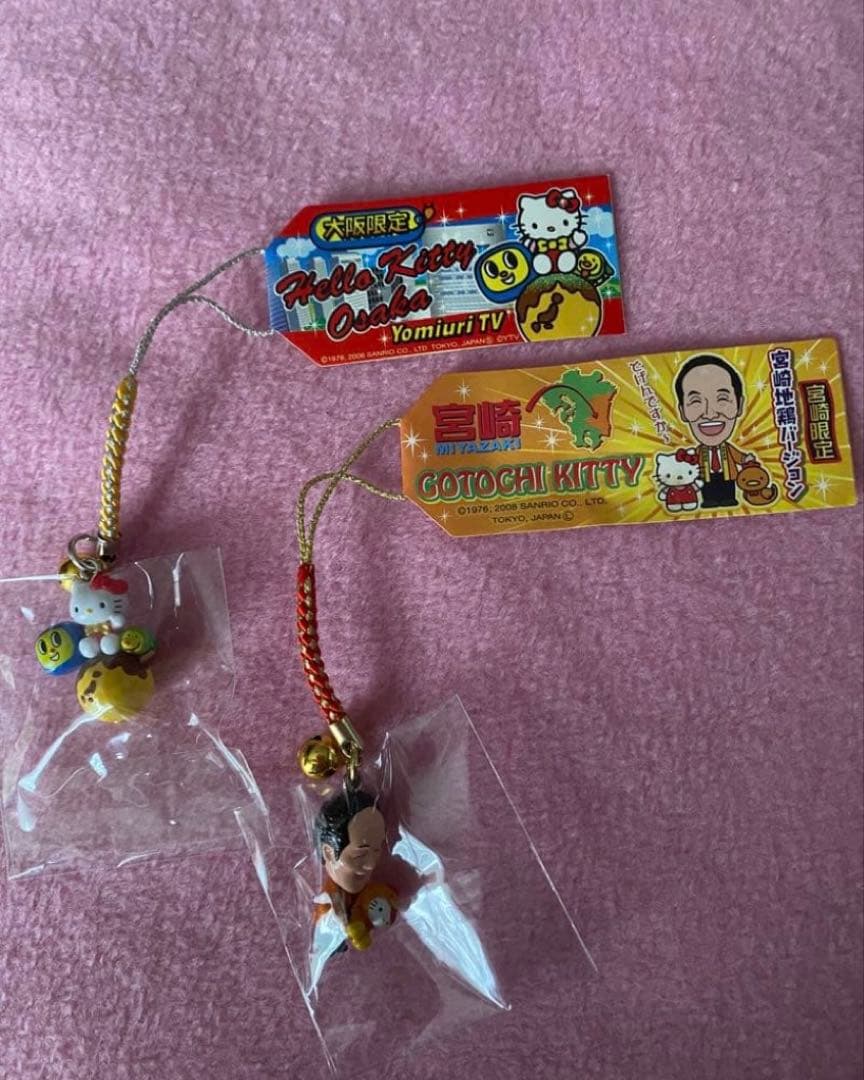 大阪限定
Hello Kitty
Osaka
Yomiuri TV
©1976, 2008 SANRIO CO., LTD. TOKYO, JAPAN Ⓛ ©YTV
宮崎
MIYAZAKI
GOTOCHI KITTY
©1976, 2008 SANRIO CO., LTD.
TOKYO, JAPAN Ⓛ
どげんですか〜
宮崎地鶏バージョン
宮崎限定